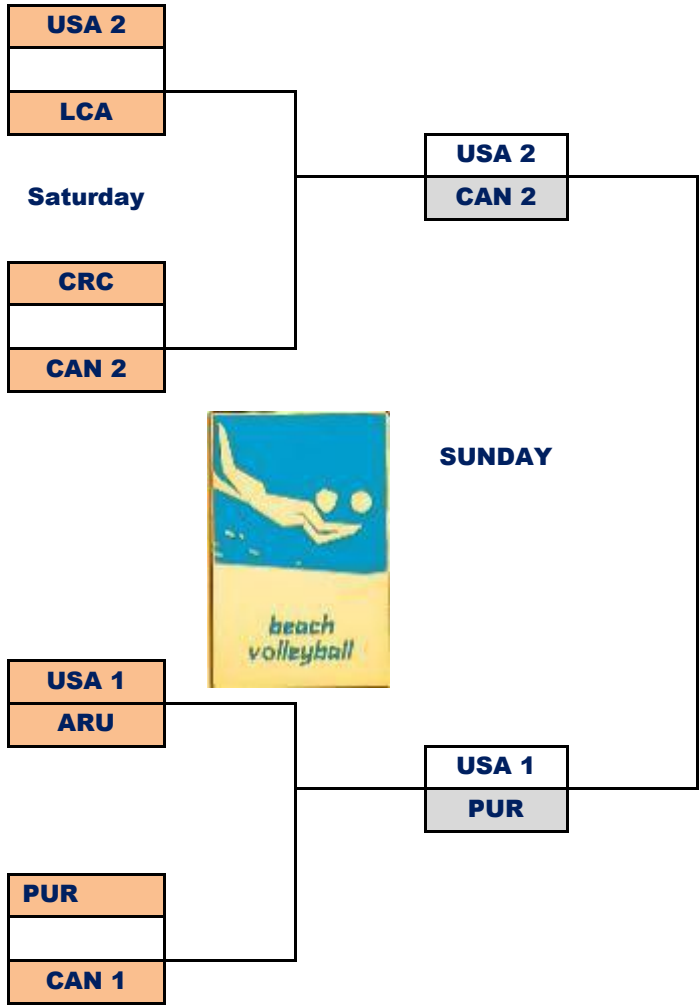 USA 2
LCA
USA 2
CAN 2
Saturday
CRC
CAN 2
SUNDAY
beach
volleyball
USA 1
ARU
USA 1
PUR
PUR
CAN 1